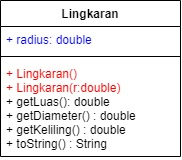 Lingkaran
+ radius: double
+ Lingkaran()
+ Lingkaran(r:double)
+ getLuas(): double
+ getDiameter() : double
+ getKeliling() : double
+ toString() : String